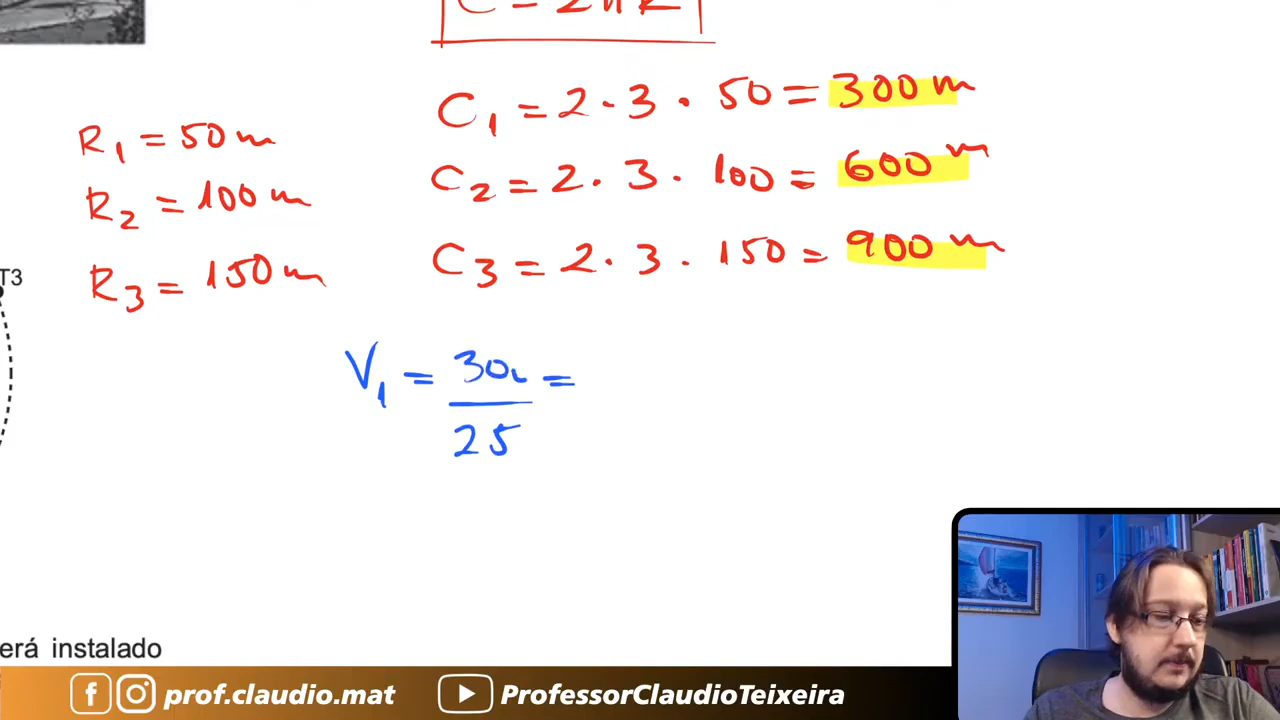 C = 2πR
R1 = 50 m
R2 = 100 m
R3 = 150 m
C1 = 2 · 3 · 50 = 300 m
C2 = 2 · 3 · 100 = 600 m
C3 = 2 · 3 · 150 = 900 m
T3
V1 = 300 / 25 =
erá instalado
prof.claudio.mat
ProfessorClaudioTeixeira